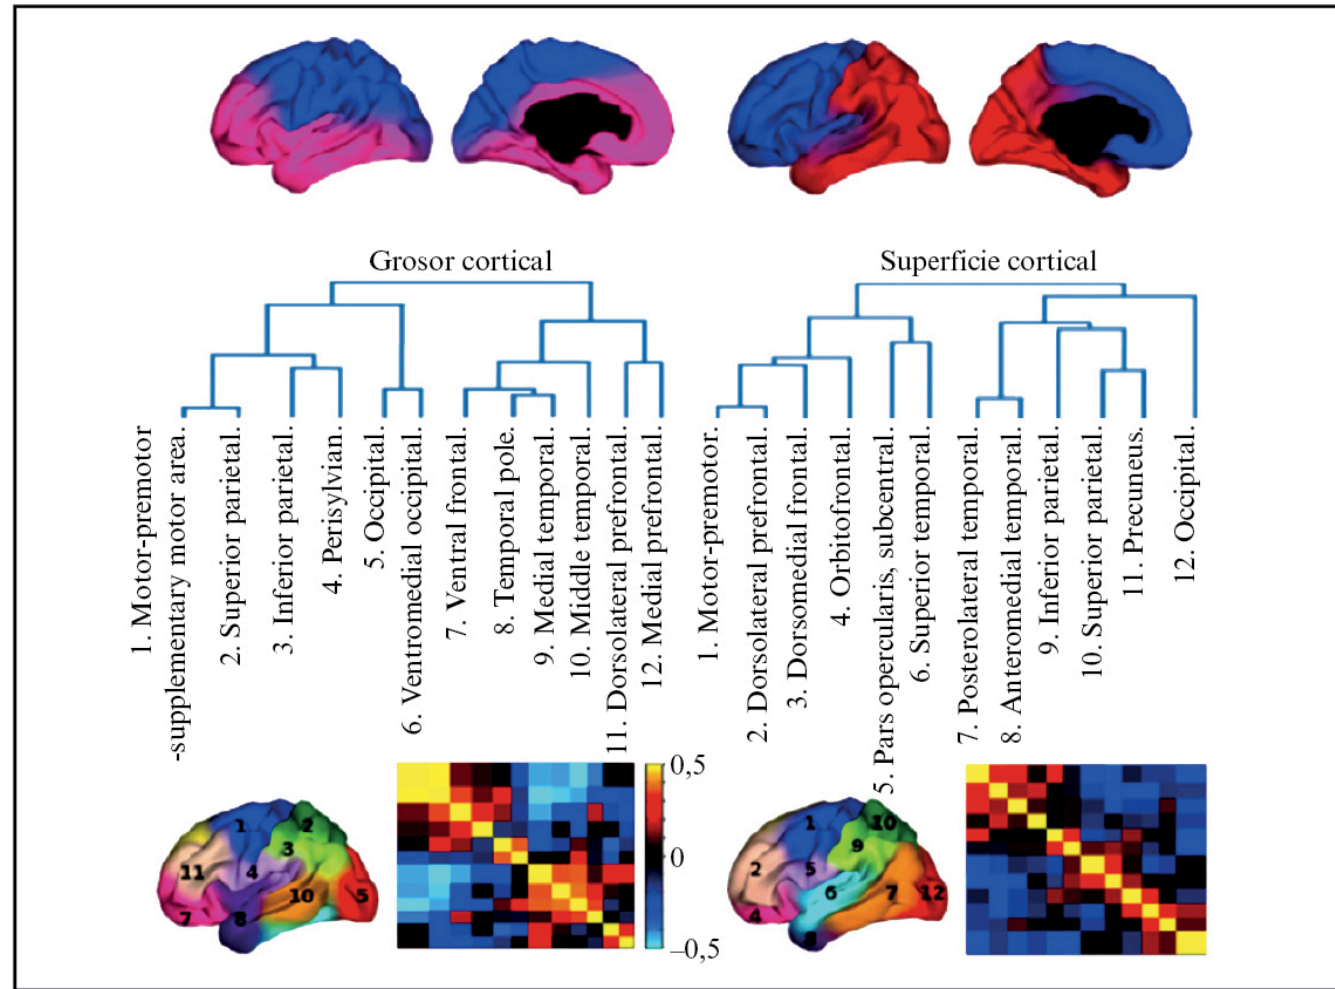 Grosor cortical
Superficie cortical
1. Motor-premotor
-supplementary motor area.
2. Superior parietal.
3. Inferior parietal.
4. Perisylvian.
5. Occipital.
6. Ventromedial occipital.
7. Ventral frontal.
8. Temporal pole.
9. Medial temporal.
10. Middle temporal.
11. Dorsolateral prefrontal.
12. Medial prefrontal.
1. Motor-premotor.
2. Dorsolateral prefrontal.
3. Dorsomedial frontal.
4. Orbitofrontal.
5. Pars opercularis, subcentral.
6. Superior temporal.
7. Posterolateral temporal.
8. Anteromedial temporal.
9. Inferior parietal.
10. Superior parietal.
11. Precuneus.
12. Occipital.
1
2
3
4
11
10
5
7
8
0,5
0
–0,5
1
10
9
2
5
6
7
12
4
8